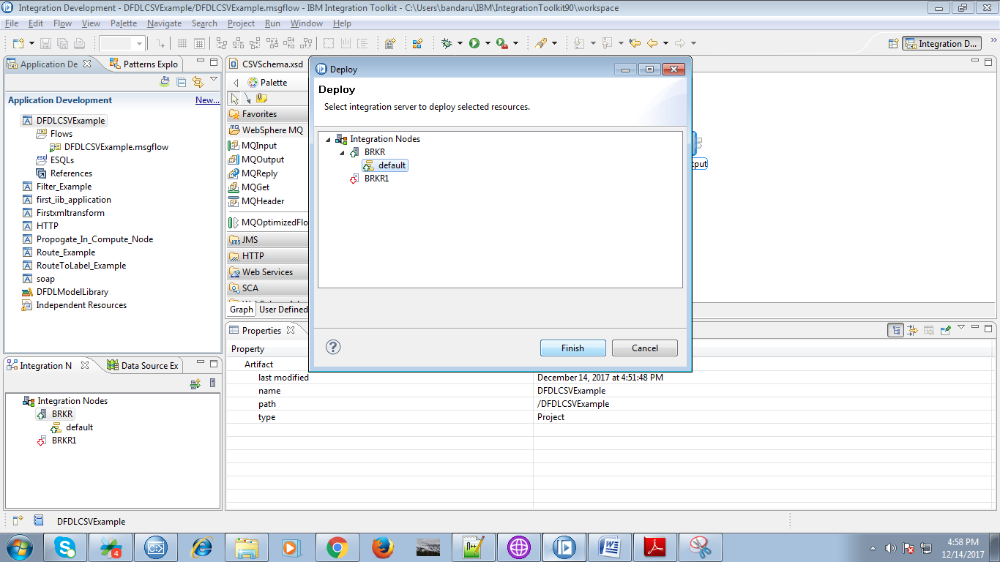 Integration Development - DFDLCSVExample/DFDLCSVExample.msgflow - IBM Integration Toolkit - C:\Users\bandaru\IBM\IntegrationToolkit90\workspace
File Edit Flow View Palette Navigate Search Project Run Window Help
Integration D...
Application De
Patterns Explo
Application Development
New...
DFDLCSVExample
Flows
DFDLCSVExample.msgflow
ESQLs
References
Filter_Example
first_iib_application
Firstxmltransform
HTTP
Propogate_In_Compute_Node
Route_Example
RouteToLabel_Example
soap
DFDLModelLibrary
Independent Resources
CSVSchema.xsd
Palette
Favorites
WebSphere MQ
MQInput
MQOutput
MQReply
MQGet
MQHeader
MQOptimizedFlo
JMS
HTTP
Web Services
SCA
Graph User Defined
Deploy
Deploy
Select integration server to deploy selected resources.
Integration Nodes
BRKR
default
BRKR1
Finish
Cancel
tput
Integration N
Data Source Ex
Integration Nodes
BRKR
default
BRKR1
Properties
Property
Artifact
last modified December 14, 2017 at 4:51:48 PM
name DFDLCSVExample
path /DFDLCSVExample
type Project
DFDLCSVExample
4
4:58 PM
12/14/2017